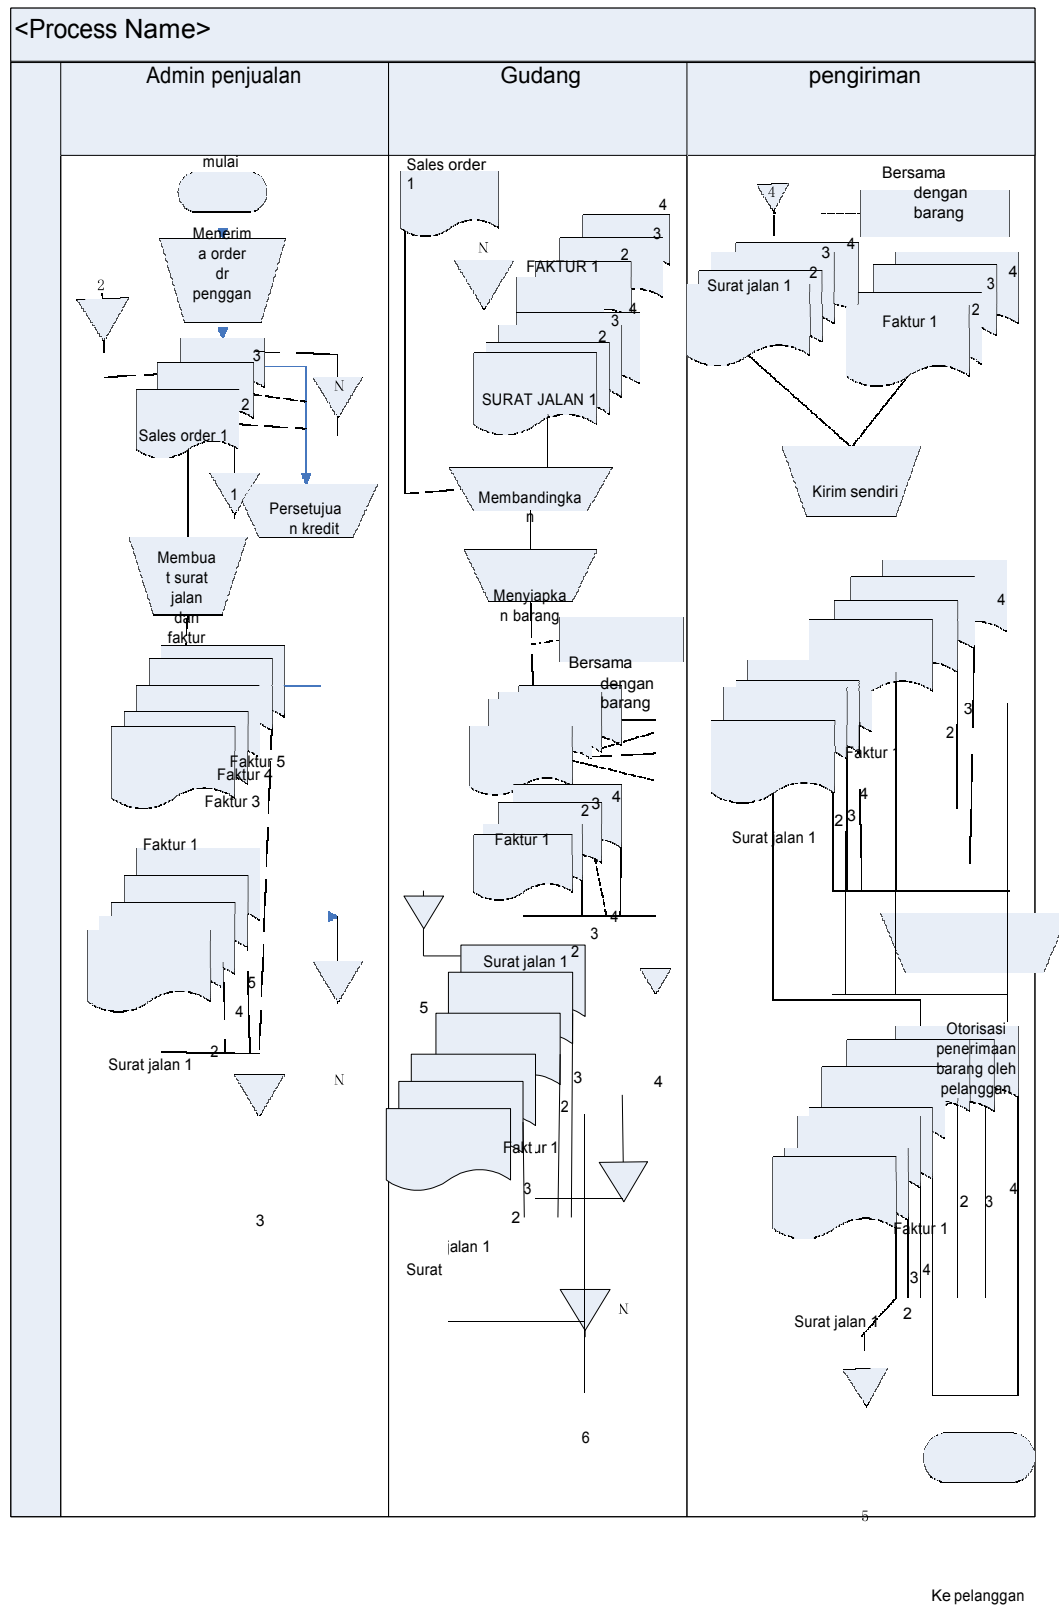 <Process Name>
Admin penjualan
Gudang
pengiriman
mulai
Menerim
a order
dr
penggan
2
3
N
2
Sales order 1
1
Persetujua
n kredit
Membua
t surat
jalan
dan
faktur
Faktur 5
Faktur 4
Faktur 3
Faktur 1
5
4
2
Surat jalan 1
N
3
Sales order
1
N
4
3
2
FAKTUR 1
4
3
2
SURAT JALAN 1
Membandingka
n
Menyiapka
n barang
Bersama
dengan
barang
4
3
2
Faktur 1
4
3
2
Surat jalan 1
5
4
3
2
Faktur 1
3
2
jalan 1
Surat
N
6
4
Bersama
dengan
barang
4
3
2
Surat jalan 1
4
3
2
Faktur 1
Kirim sendiri
4
3
2
Faktur 1
4
3
2
Surat jalan 1
Otorisasi
penerimaan
barang oleh
pelanggan
4
3
2
Faktur 1
4
3
2
Surat jalan 1
5
Ke pelanggan